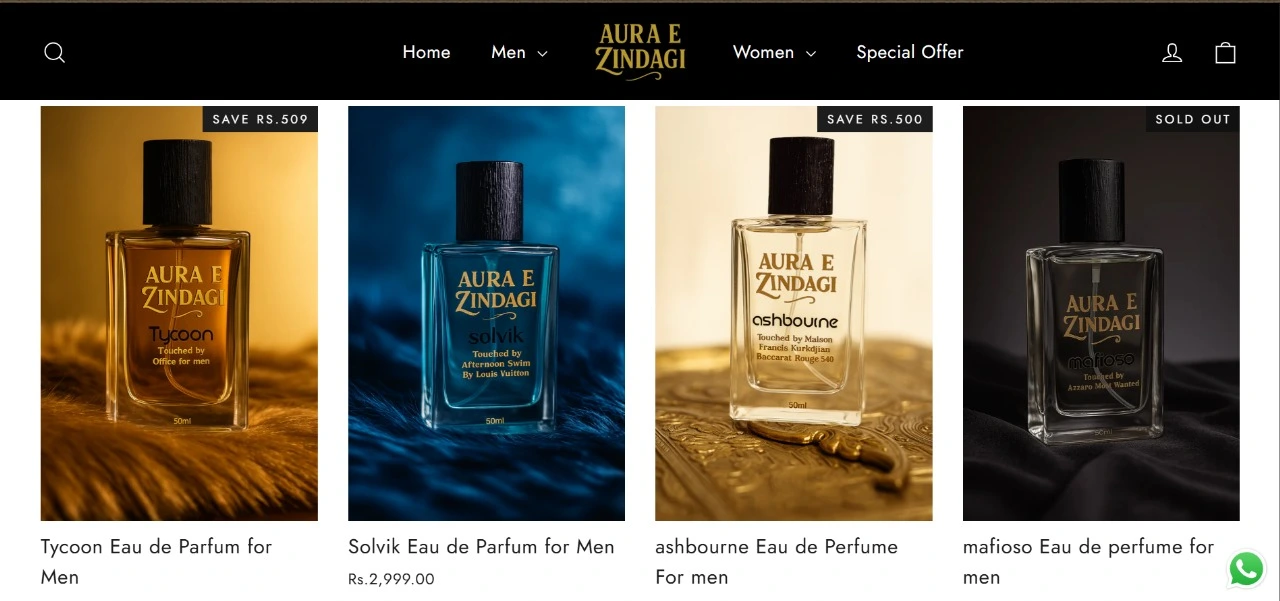 Home
Men
AURA E
ZINDAGI
Women
Special Offer
SAVE RS.509
AURA E
ZINDAGI
Tycoon
Touched by
Office for men
50ml
Tycoon Eau de Parfum for
Men
AURA E
ZINDAGI
solvik
Touched by
Afternoon Swim
By Louis Vuitton
50ml
Solvik Eau de Parfum for Men
Rs.2,999.00
SAVE RS.500
AURA E
ZINDAGI
ashbourne
Touched by Maison
Francis Kurkdjian
Baccarat Rouge 540
50ml
ashbourne Eau de Perfume
For men
SOLD OUT
AURA E
ZINDAGI
mafioso
Touched by
Azzaro Most Wanted
50ml
mafioso Eau de perfume for
men